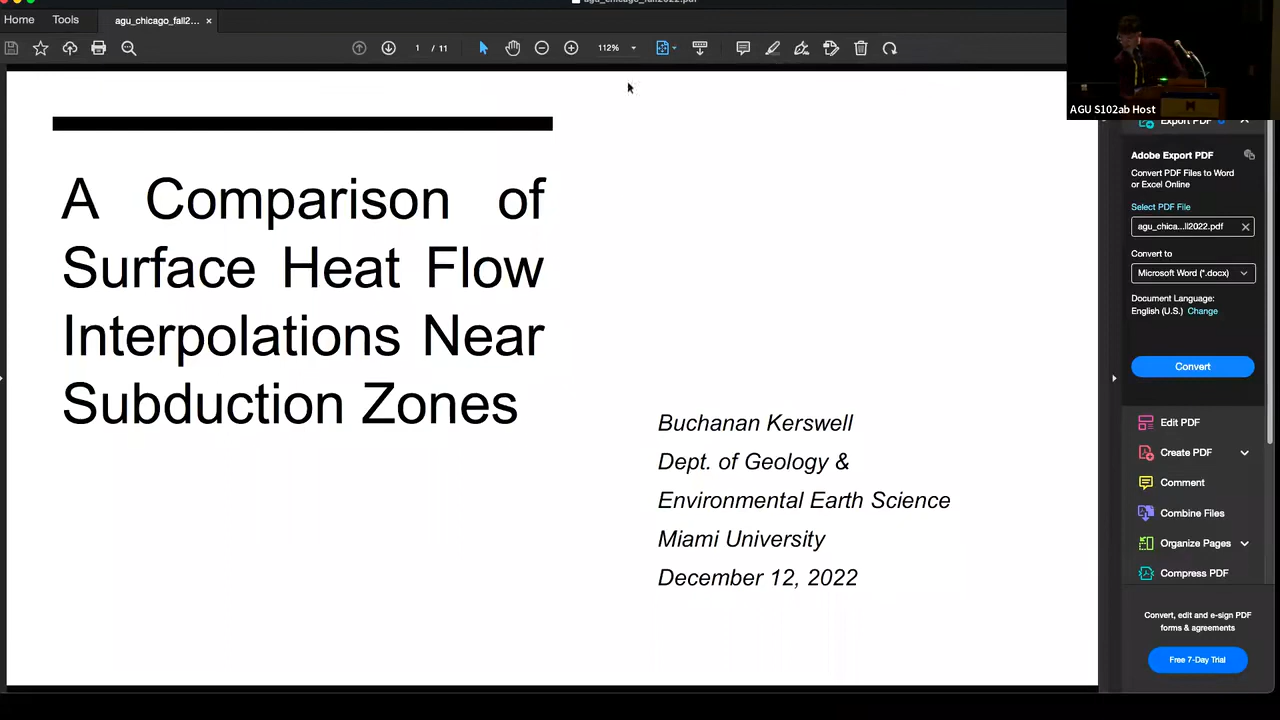 agu_chicago_fall2022.pdf
Home Tools agu_chicago_fall2... ×
1 / 11 112%
AGU S102ab Host
A Comparison of
Surface Heat Flow
Interpolations Near
Subduction Zones
Buchanan Kerswell
Dept. of Geology &
Environmental Earth Science
Miami University
December 12, 2022
Export PDF
Adobe Export PDF
Convert PDF Files to Word
or Excel Online
Select PDF File
agu_chica...ll2022.pdf
Convert to
Microsoft Word (*.docx)
Document Language:
English (U.S.) Change
Convert
Edit PDF
Create PDF
Comment
Combine Files
Organize Pages
Compress PDF
Convert, edit and e-sign PDF
forms & agreements
Free 7-Day Trial